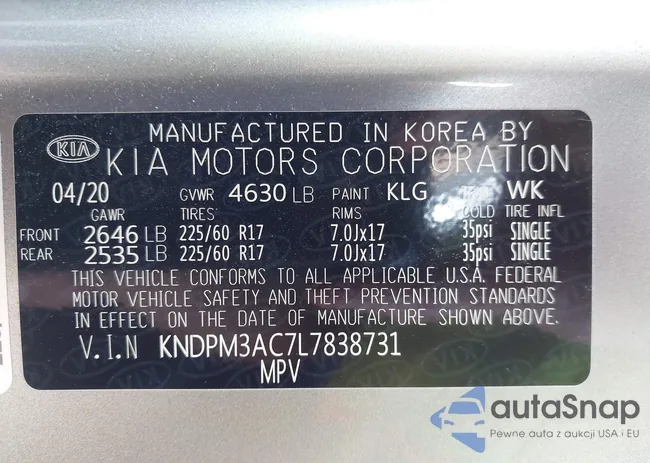 MANUFACTURED IN KOREA BY
KIA KIA MOTORS CORPORATION
04/20 GVWR 4630 LB PAINT KLG WK
GAWR TIRES RIMS COLD TIRE INFL
FRONT 2646 LB 225/60 R17 7.0Jx17 35psi SINGLE
REAR 2535 LB 225/60 R17 7.0Jx17 35psi SINGLE
THIS VEHICLE CONFORMS TO ALL APPLICABLE U.S.A. FEDERAL
MOTOR VEHICLE SAFETY AND THEFT PREVENTION STANDARDS
IN EFFECT ON THE DATE OF MANUFACTURE SHOWN ABOVE.
V.I.N KNDPM3AC7L7838731
MPV
autaSnap
Pewne auta z aukcji USA i EU